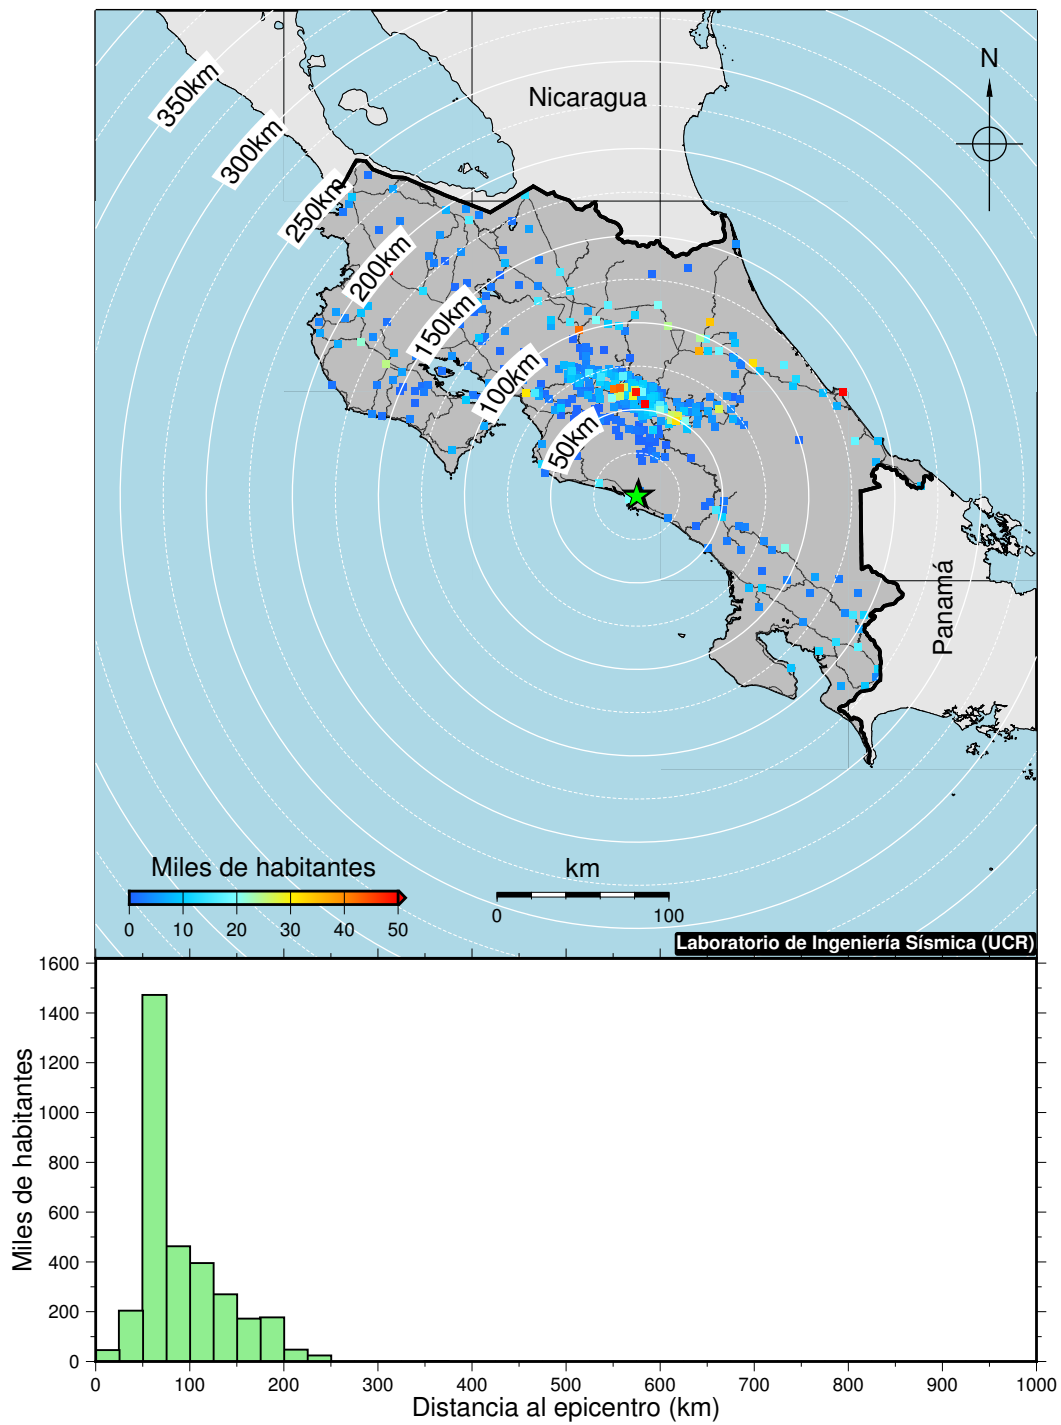 Nicaragua
N
350km
300km
250km
200km
150km
100km
50km
Panamá
Miles de habitantes
0 10 20 30 40 50
km
0 100
Laboratorio de Ingeniería Sísmica (UCR)
Miles de habitantes
1600
1400
1200
1000
800
600
400
200
0
0 100 200 300 400 500 600 700 800 900 1000
Distancia al epicentro (km)